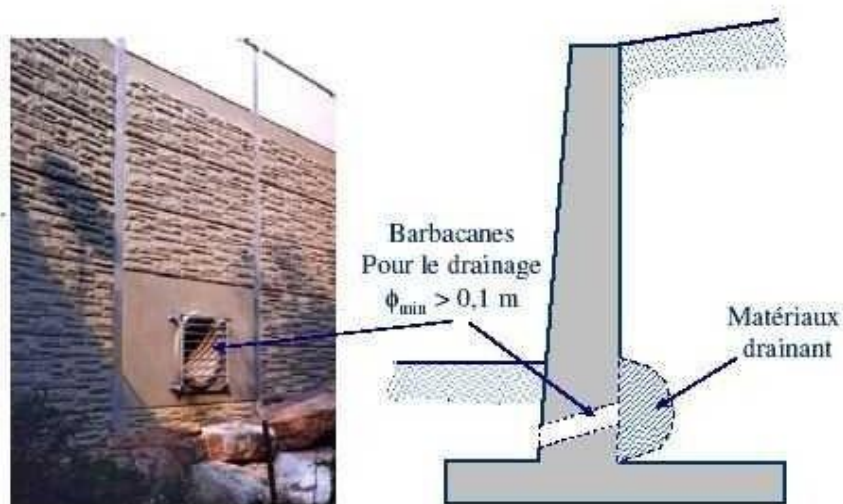 Barbacanes
Pour le drainage
ϕmin > 0,1 m
Matériaux
drainant